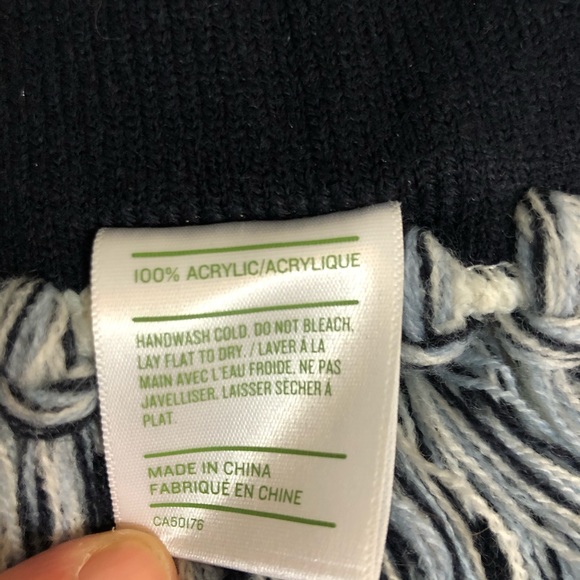 100% ACRYLIC/ACRYLIQUE
HANDWASH COLD. DO NOT BLEACH,
LAY FLAT TO DRY. / LAVER À LA
MAIN AVEC L'EAU FROIDE, NE PAS
JAVELLISER. LAISSER SÈCHER À
PLAT.
MADE IN CHINA
FABRIQUÉ EN CHINE
CA50176